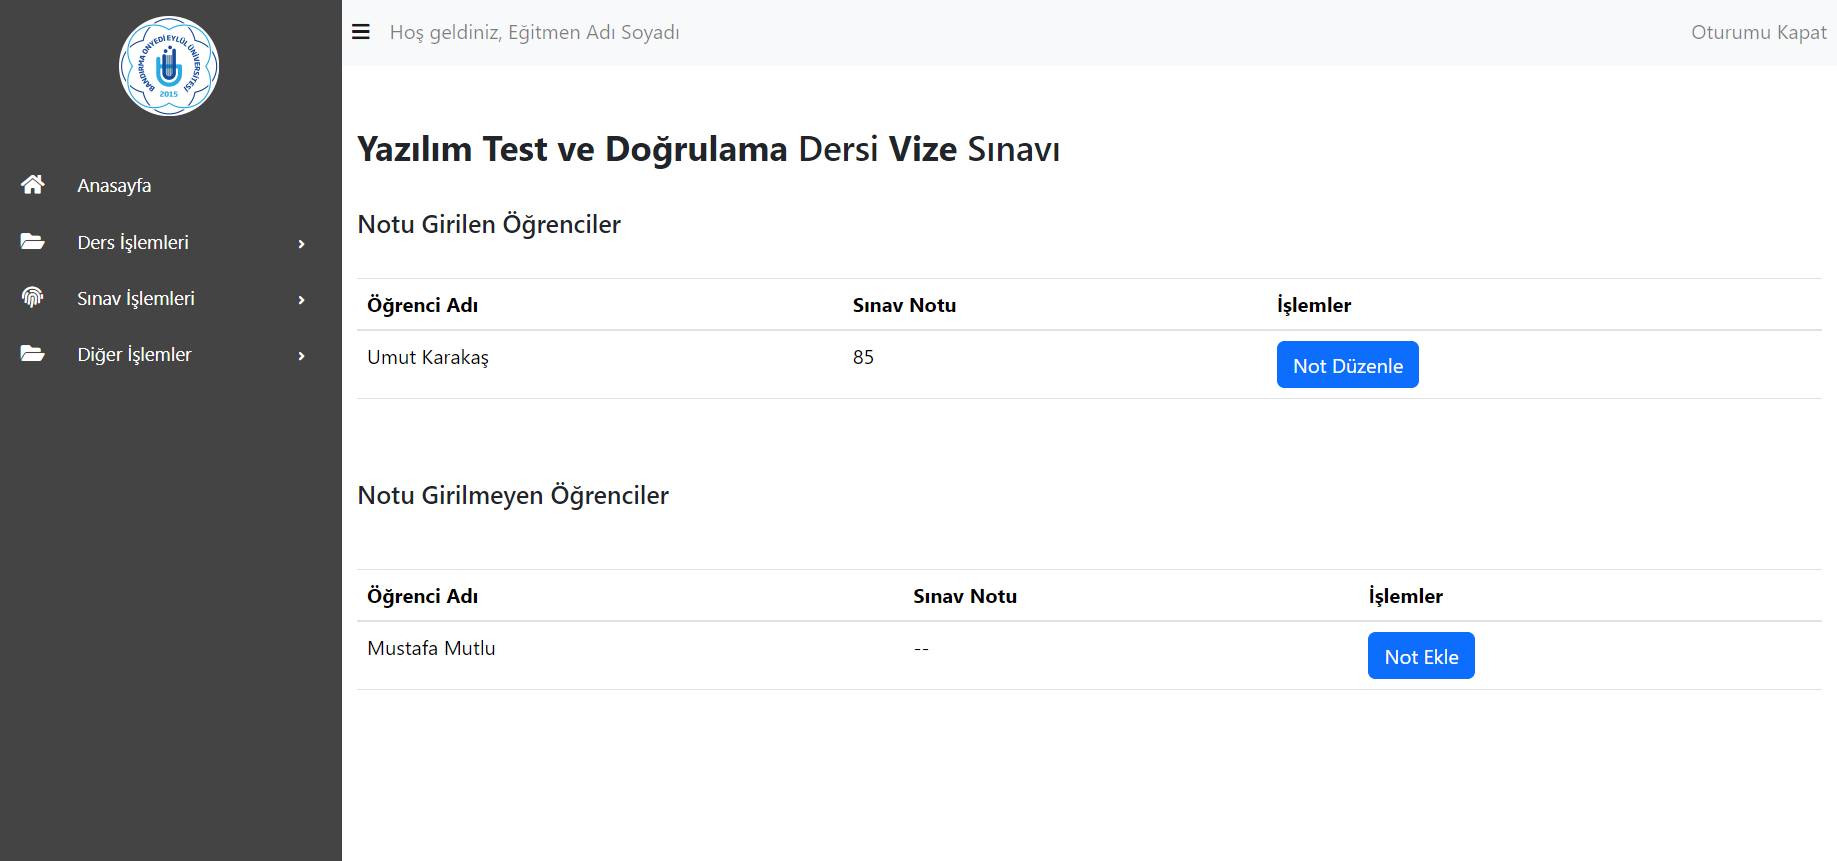 BANDIRMA ONYEDİ EYLÜL ÜNİVERSİTESİ
2015
Anasayfa
Ders İşlemleri
Sınav İşlemleri
Diğer İşlemler
Hoş geldiniz, Eğitmen Adı Soyadı
Oturumu Kapat
Yazılım Test ve Doğrulama Dersi Vize Sınavı
Notu Girilen Öğrenciler
Öğrenci Adı Sınav Notu İşlemler
Umut Karakaş 85 Not Düzenle
Notu Girilmeyen Öğrenciler
Öğrenci Adı Sınav Notu İşlemler
Mustafa Mutlu -- Not Ekle